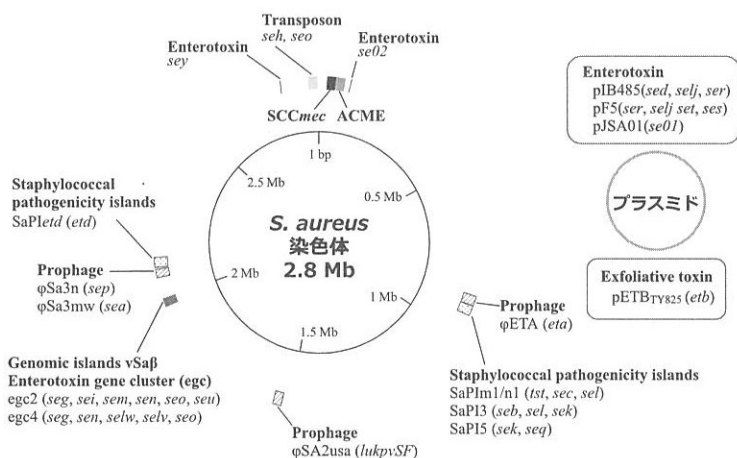 Transposon
seh, seo
Enterotoxin
sey
Enterotoxin
se02
SCCmec ACME
1 bp
0.5 Mb
1 Mb
1.5 Mb
2 Mb
2.5 Mb
S. aureus
染色体
2.8 Mb
Staphylococcal
pathogenicity islands
SaPIetd (etd)
Prophage
φSa3n (sep)
φSa3mw (sea)
Genomic islands νSaβ
Enterotoxin gene cluster (egc)
egc2 (seg, sei, sem, sen, seo, seu)
egc4 (seg, sen, selw, selv, seo)
Prophage
φSA2usa (lukpvSF)
Prophage
φETA (eta)
Staphylococcal pathogenicity islands
SaPIm1/n1 (tst, sec, sel)
SaPI3 (seb, sel, sek)
SaPI5 (sek, seq)
Enterotoxin
pIB485(sed, selj, ser)
pF5(ser, selj set, ses)
pJSA01(se01)
プラスミド
Exfoliative toxin
pETBTY825 (etb)